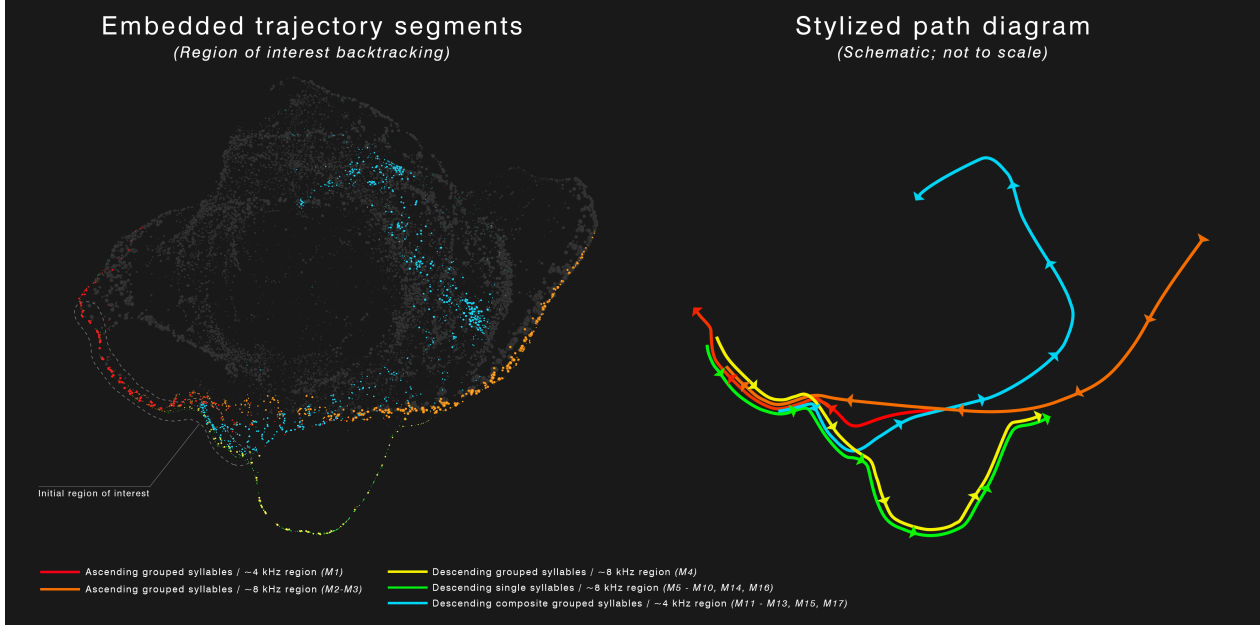 Embedded trajectory segments
(Region of interest backtracking)
Stylized path diagram
(Schematic; not to scale)
Initial region of interest
Ascending grouped syllables / ~4 kHz region (M1)
Ascending grouped syllables / ~8 kHz region (M2-M3)
Descending grouped syllables / ~8 kHz region (M4)
Descending single syllables / ~8 kHz region (M5 - M10, M14, M16)
Descending composite grouped syllables / ~4 kHz region (M11 - M13, M15, M17)